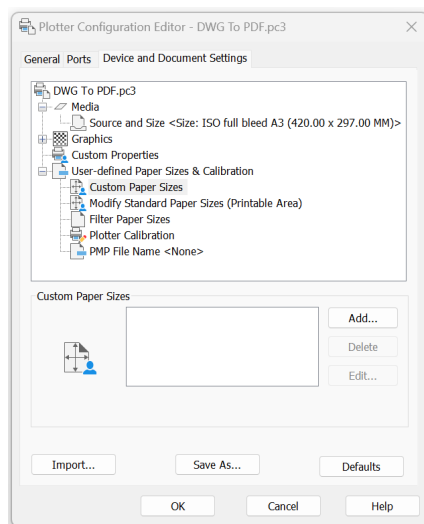 Plotter Configuration Editor - DWG To PDF.pc3
General Ports Device and Document Settings
DWG To PDF.pc3
Media
Source and Size <Size: ISO full bleed A3 (420.00 x 297.00 MM)>
Graphics
Custom Properties
User-defined Paper Sizes & Calibration
Custom Paper Sizes
Modify Standard Paper Sizes (Printable Area)
Filter Paper Sizes
Plotter Calibration
PMP File Name <None>
Custom Paper Sizes
Add...
Delete
Edit...
Import... Save As... Defaults
OK Cancel Help